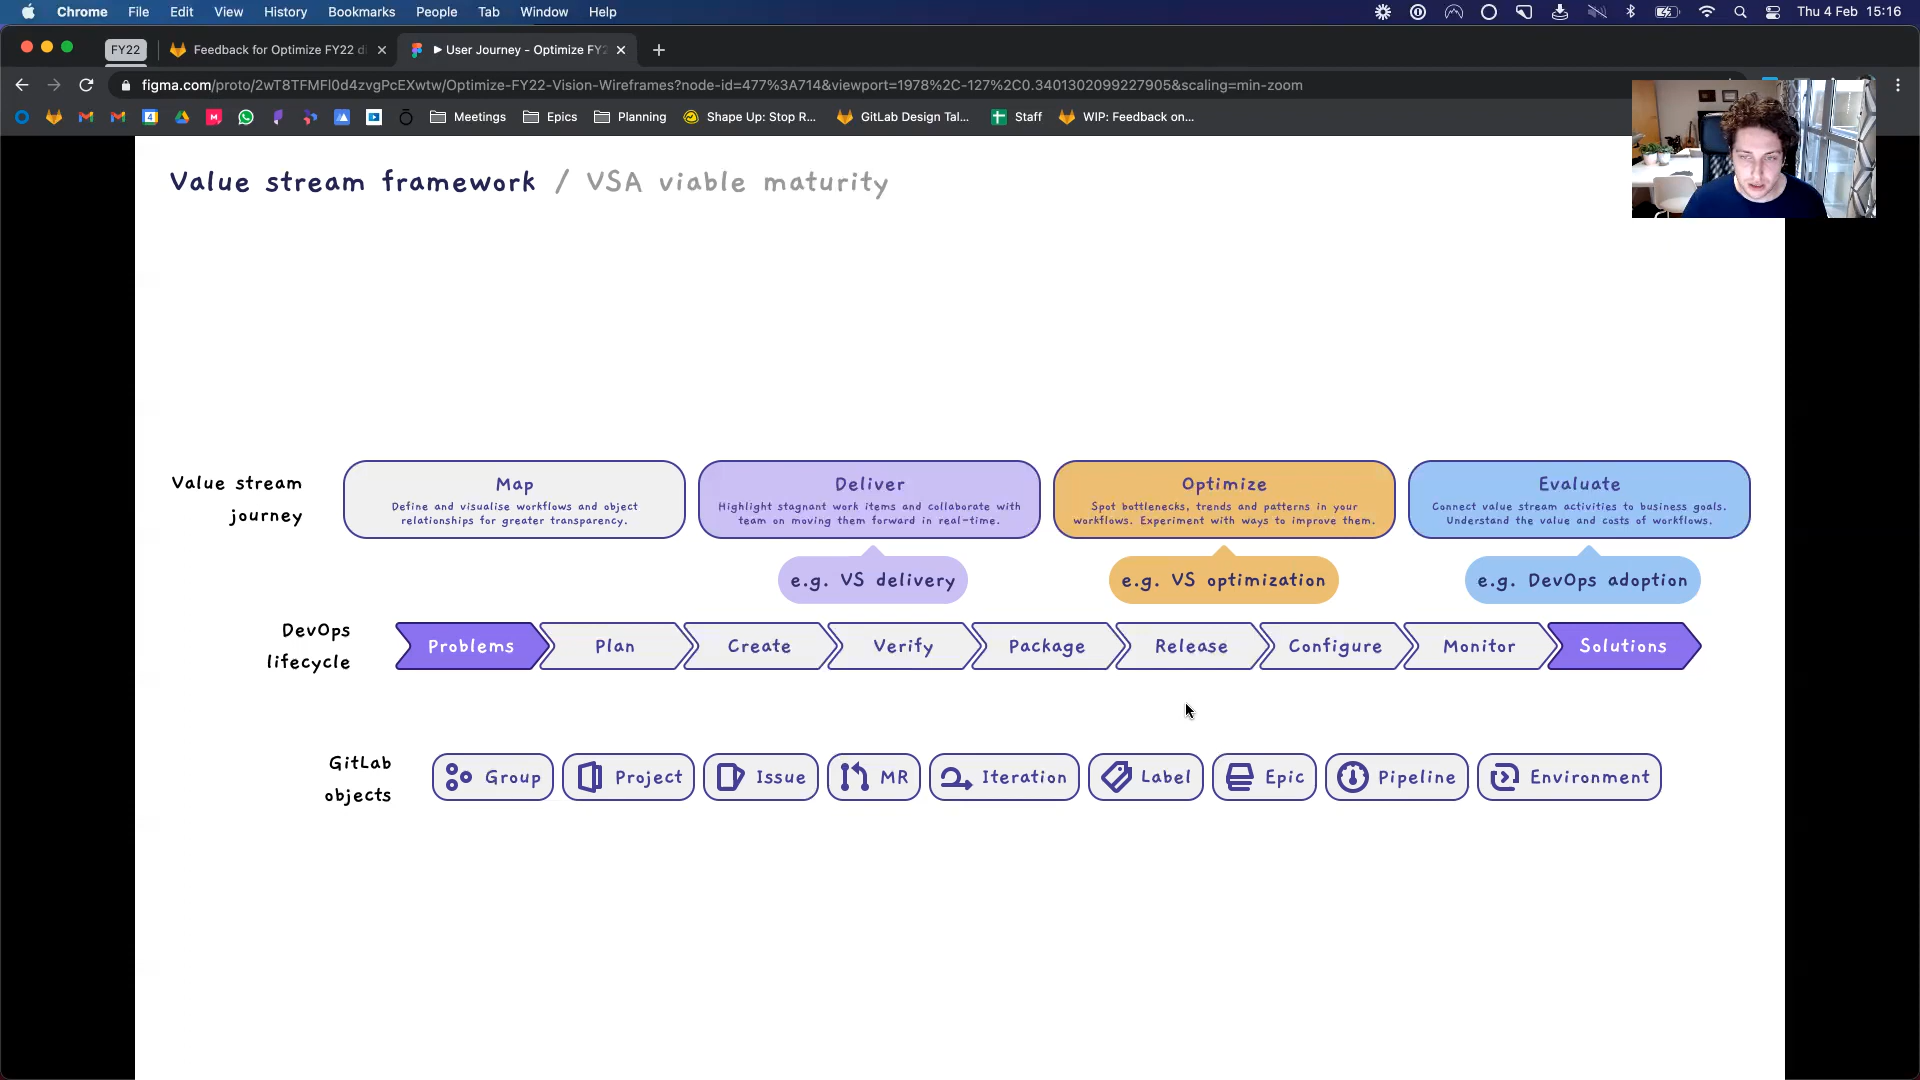 Chrome File Edit View History Bookmarks People Tab Window Help Thu 4 Feb 15:16
FY22 Feedback for Optimize FY22 di User Journey - Optimize FY2
figma.com/proto/2wT8TFMFl0d4zvgPcEXwtw/Optimize-FY22-Vision-Wireframes?node-id=477%3A714&viewport=1978%2C-127%2C0.3401302099227905&scaling=min-zoom
Meetings Epics Planning Shape Up: Stop R... GitLab Design Tal... Staff WIP: Feedback on...
Value stream framework / VSA viable maturity
Value stream
journey
Map
Define and visualise workflows and object
relationships for greater transparency.
Deliver
Highlight stagnant work items and collaborate with
team on moving them forward in real-time.
Optimize
Spot bottlenecks, trends and patterns in your
workflows. Experiment with ways to improve them.
Evaluate
Connect value stream activities to business goals.
Understand the value and costs of workflows.
e.g. VS delivery
e.g. VS optimization
e.g. DevOps adoption
DevOps
lifecycle
Problems Plan Create Verify Package Release Configure Monitor Solutions
GitLab
objects
Group Project Issue MR Iteration Label Epic Pipeline Environment